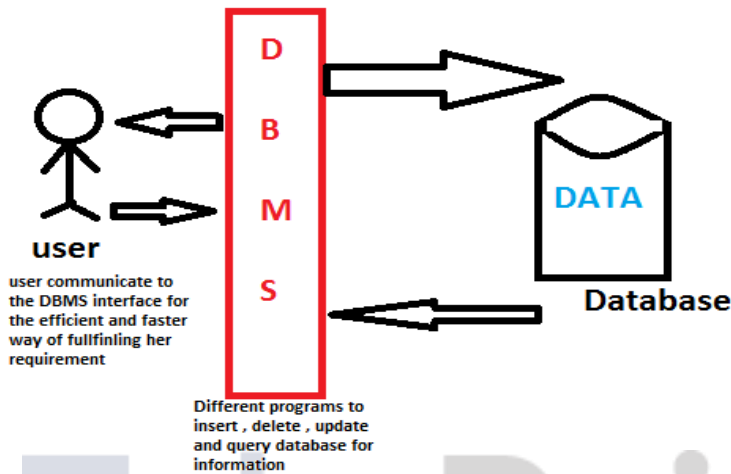 D
B
M
S
user
user communicate to
the DBMS interface for
the efficient and faster
way of fullfinling her
requirement
DATA
Database
Different programs to
insert , delete , update
and query database for
information